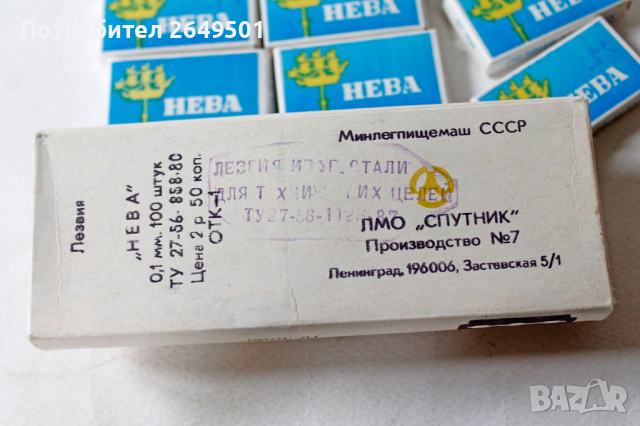 Потребител 2649501
НЕВА
НЕВА
НЕВА
НЕВА
Лезвия
„НЕВА"
0,1 мм. 100 штук
ТУ 27-56- 858-80
Цена 2 р 50 коп.
ОТК-1
ЛЕЗВИЯ ИЗ УГ. СТАЛИ
ДЛЯ ЦЕЛЕЙ
Минлегпищемаш СССР
ЛМО „СПУТНИК"
Производство №7
Ленинград, 196006, Заставская 5/1
BAZAR